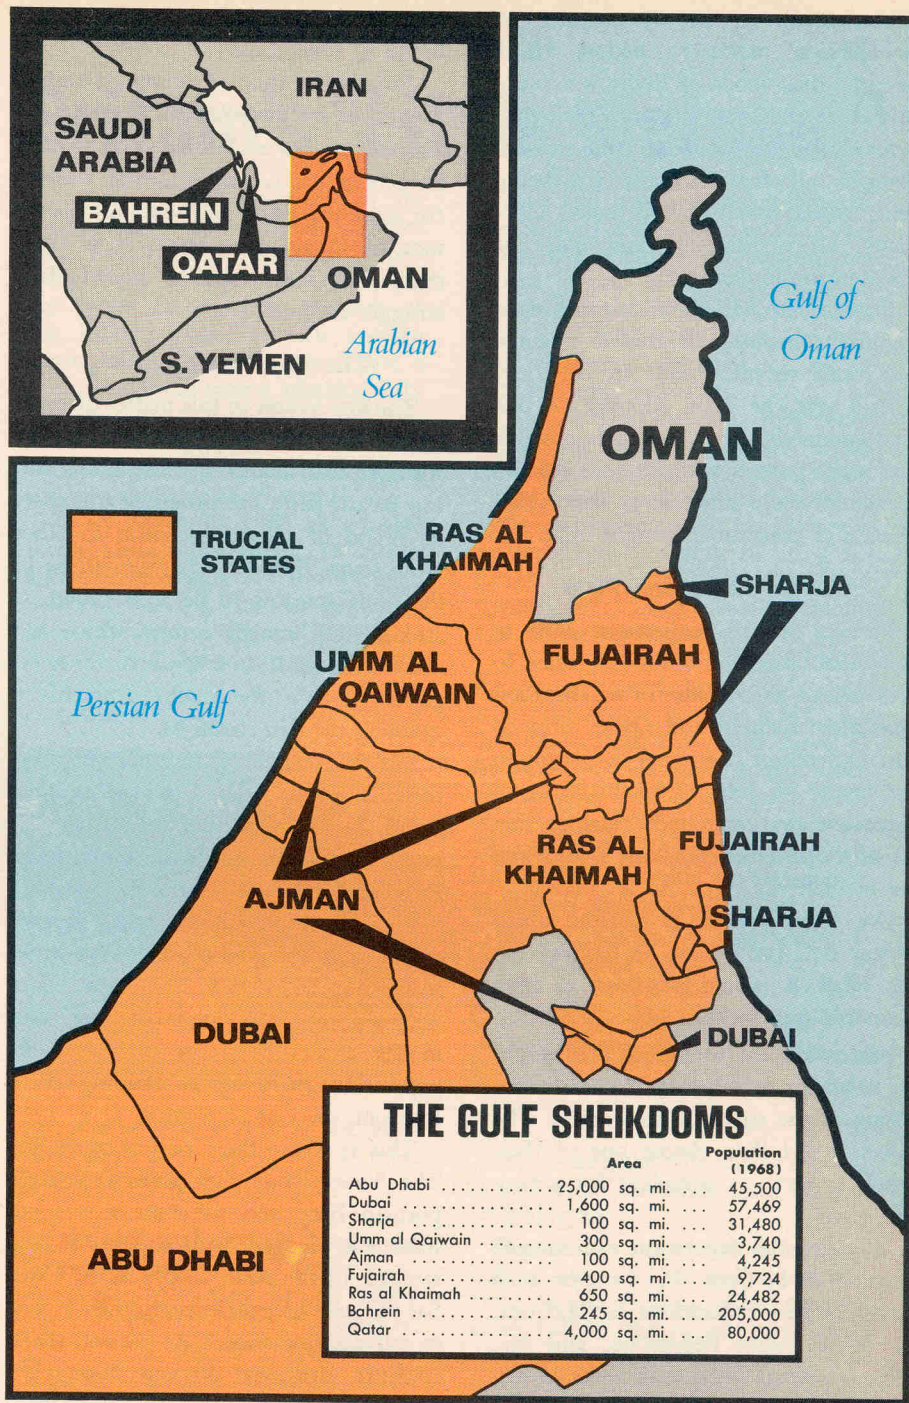 IRAN
SAUDI
ARABIA
BAHREIN
QATAR
OMAN
S. YEMEN
Arabian
Sea
Gulf of
Oman
OMAN
TRUCIAL
STATES
RAS AL
KHAIMAH
SHARJA
FUJAIRAH
UMM AL
QAIWAIN
Persian Gulf
RAS AL
KHAIMAH
FUJAIRAH
AJMAN
SHARJA
DUBAI
DUBAI
ABU DHABI
THE GULF SHEIKDOMS
Area Population
(1968)
Abu Dhabi ........... 25,000 sq. mi. ... 45,500
Dubai ............... 1,600 sq. mi. ... 57,469
Sharja .............. 100 sq. mi. ... 31,480
Umm al Qaiwain ...... 300 sq. mi. ... 3,740
Ajman ............... 100 sq. mi. ... 4,245
Fujairah ............ 400 sq. mi. ... 9,724
Ras al Khaimah ........ 650 sq. mi. ... 24,482
Bahrein ............. 245 sq. mi. ... 205,000
Qatar ............... 4,000 sq. mi. ... 80,000